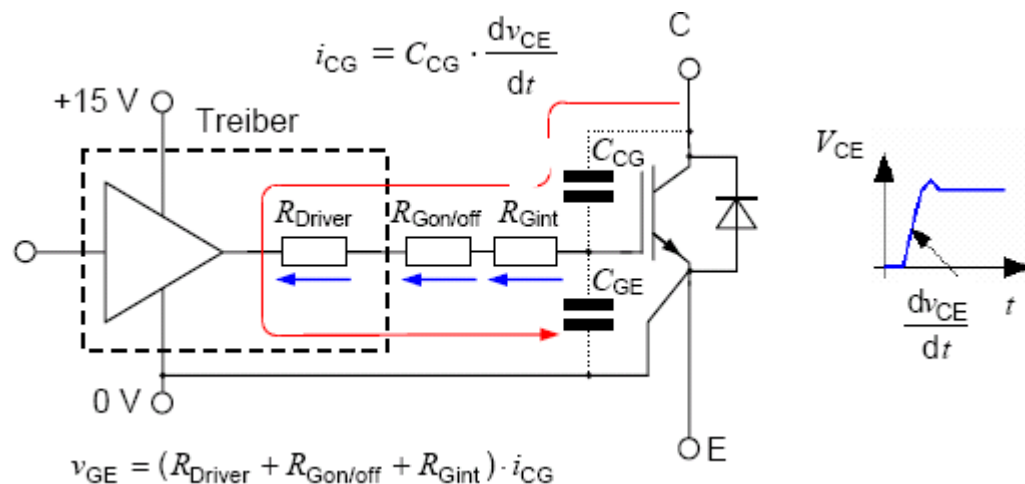 i_CG = C_CG · dv_CE/dt
C
+15 V
Treiber
C_CG
V_CE
R_Driver
R_Gon/off
R_Gint
C_GE
dv_CE/dt
t
0 V
E
v_GE = (R_Driver + R_Gon/off + R_Gint) · i_CG